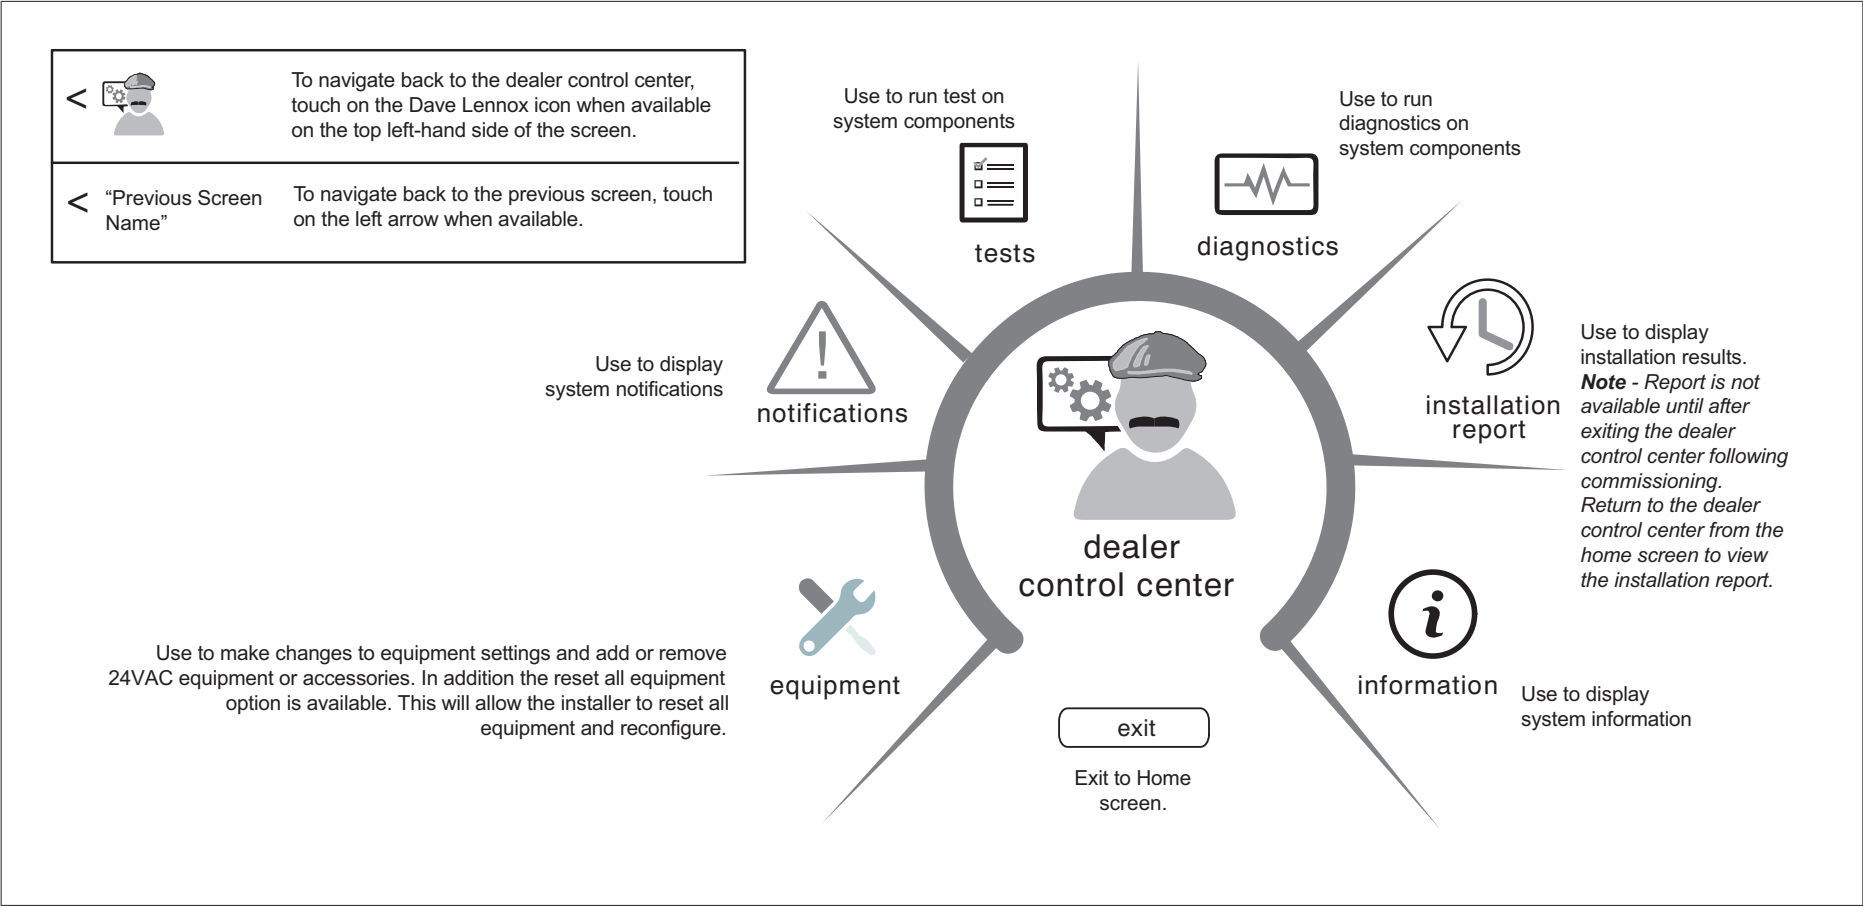 <
To navigate back to the dealer control center,
touch on the Dave Lennox icon when available
on the top left-hand side of the screen.
<
“Previous Screen
Name”
To navigate back to the previous screen, touch
on the left arrow when available.
Use to run test on
system components
tests
Use to run
diagnostics on
system components
diagnostics
Use to display
system notifications
!
notifications
installation
report
Use to display
installation results.
Note - Report is not
available until after
exiting the dealer
control center following
commissioning.
Return to the dealer
control center from the
home screen to view
the installation report.
dealer
control center
Use to make changes to equipment settings and add or remove
24VAC equipment or accessories. In addition the reset all equipment
option is available. This will allow the installer to reset all
equipment and reconfigure.
equipment
i
information
Use to display
system information
exit
Exit to Home
screen.